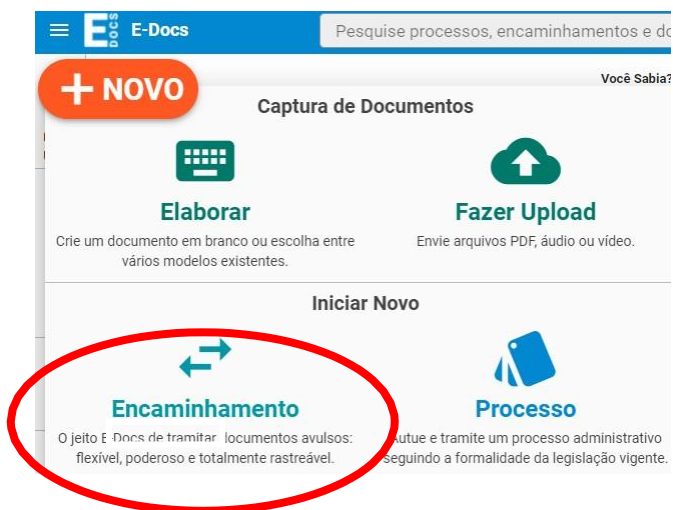 E-DOCS E-Docs Pesquise processos, encaminhamentos e do
+ NOVO
Você Sabia?
Captura de Documentos
Elaborar Fazer Upload
Crie um documento em branco ou escolha entre Envie arquivos PDF, áudio ou vídeo.
vários modelos existentes.
Iniciar Novo
Encaminhamento Processo
O jeito E-Docs de tramitar documentos avulsos: Autue e tramite um processo administrativo
flexível, poderoso e totalmente rastreável. seguindo a formalidade da legislação vigente.